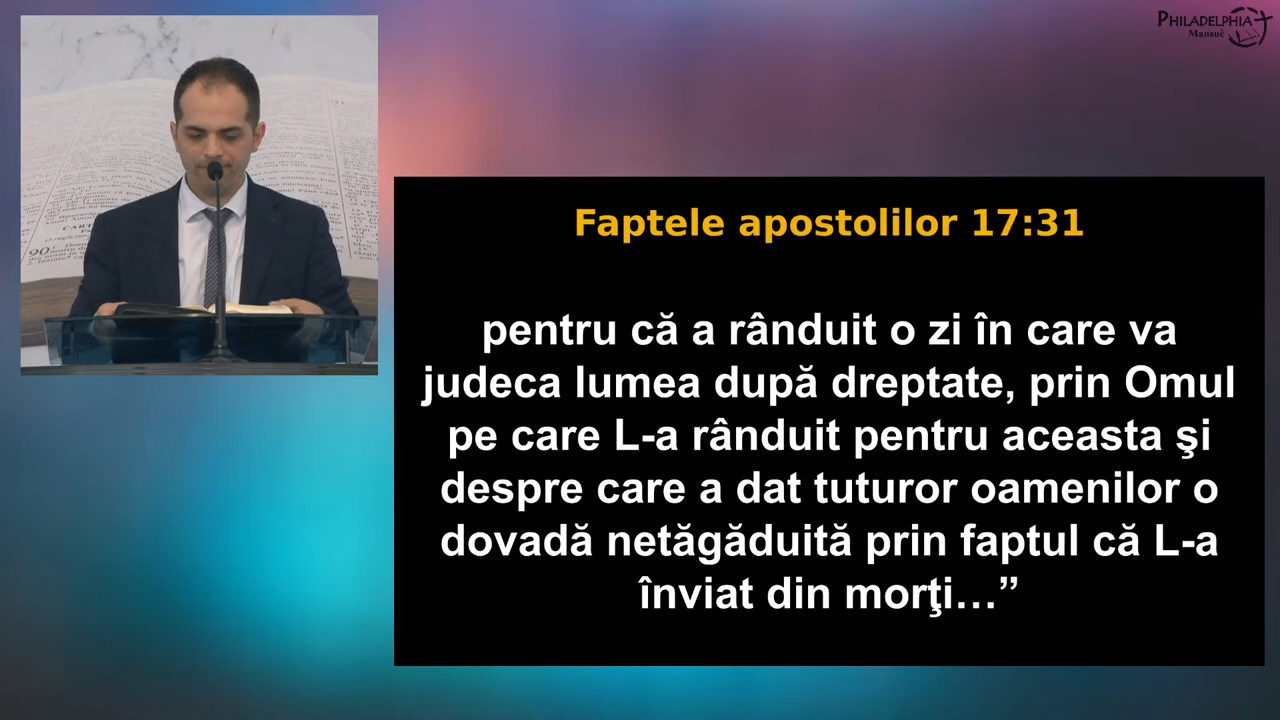 PHILADELPHIA
Mansuè
Faptele apostolilor 17:31
pentru că a rânduit o zi în care va
judeca lumea după dreptate, prin Omul
pe care L-a rânduit pentru aceasta şi
despre care a dat tuturor oamenilor o
dovadă netăgăduită prin faptul că L-a
înviat din morţi…”